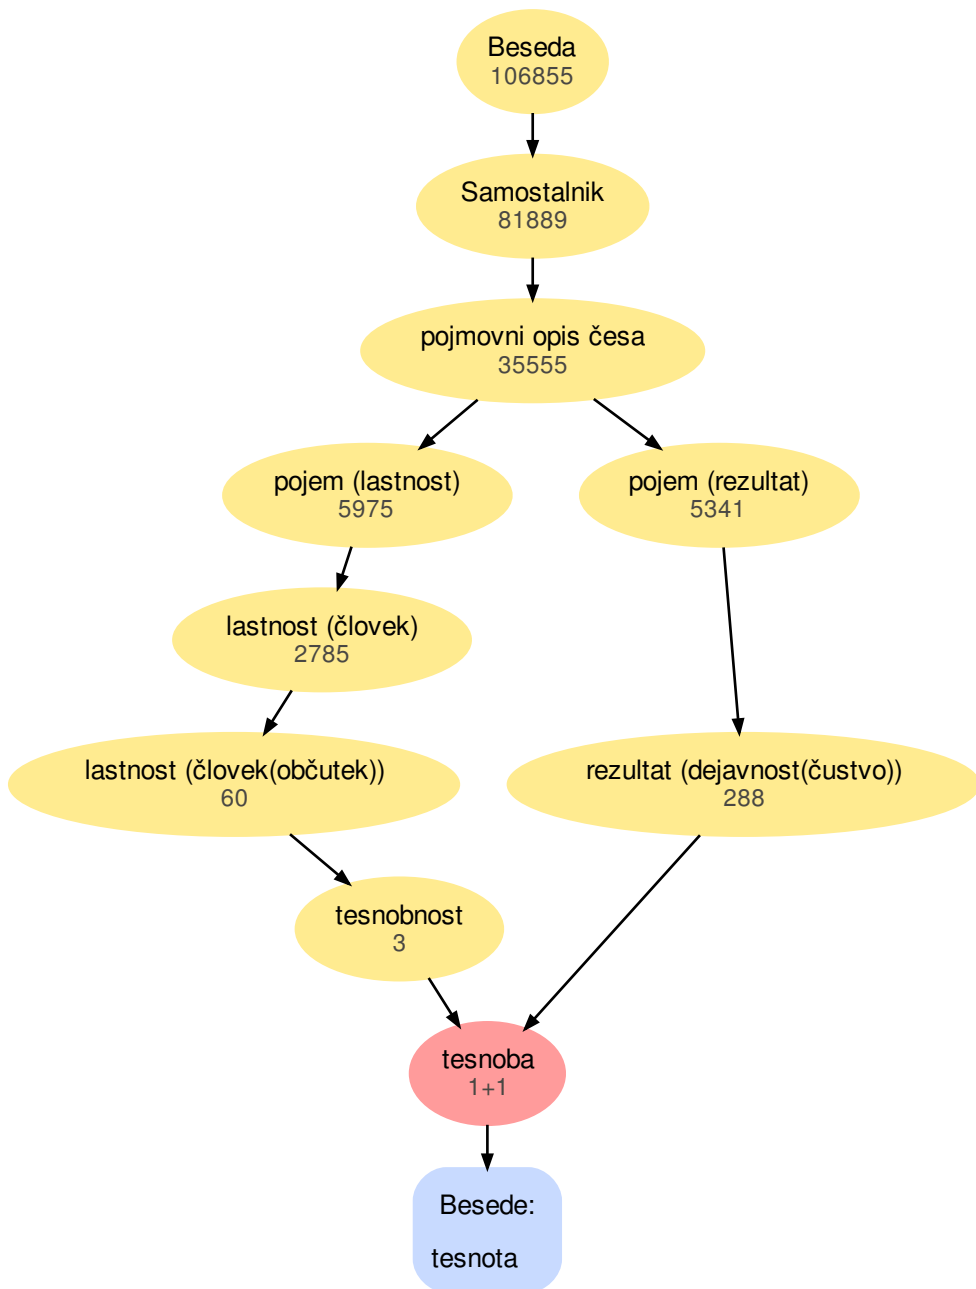 Beseda
106855
Samostalnik
81889
pojmovni opis česa
35555
pojem (lastnost)
5975
pojem (rezultat)
5341
lastnost (človek)
2785
lastnost (človek(občutek))
60
rezultat (dejavnost(čustvo))
288
tesnobnost
3
tesnoba
1+1
Besede:
tesnota